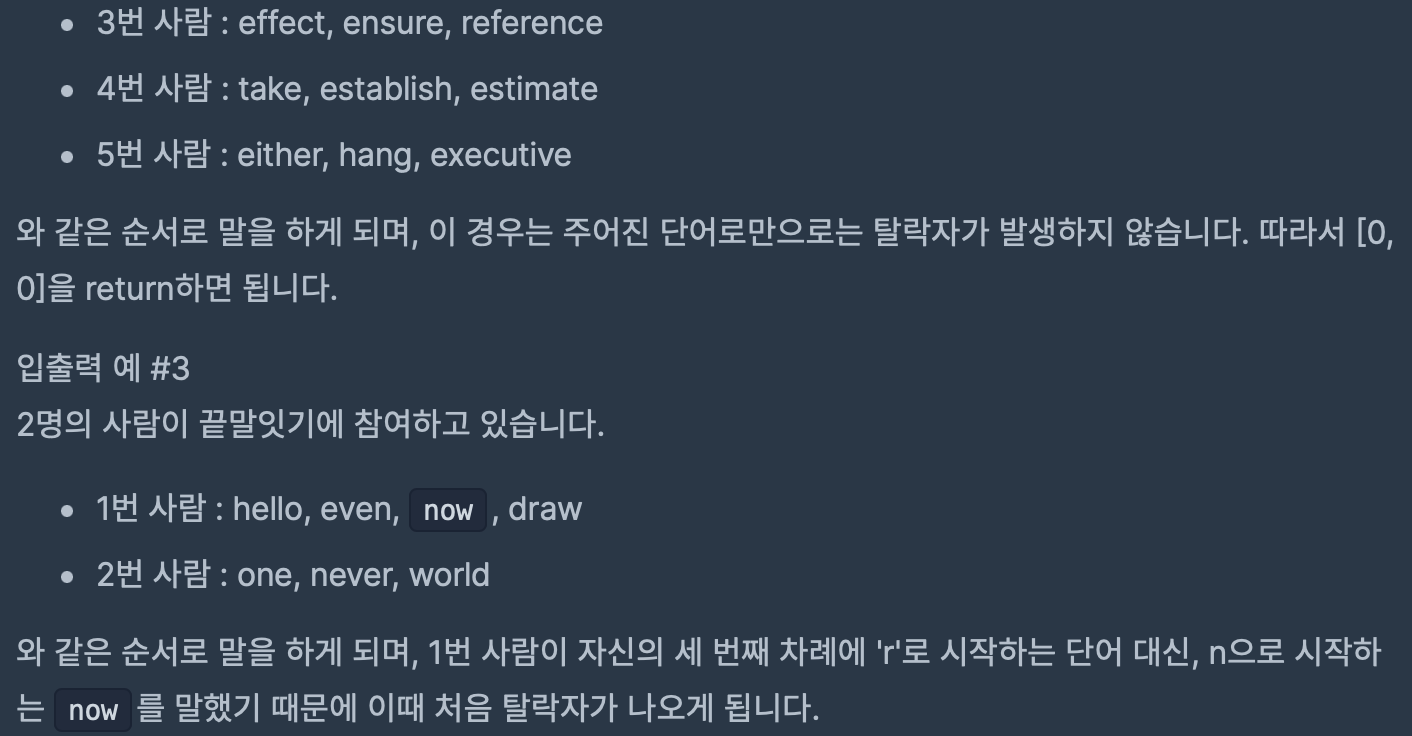 • 3번 사람 : effect, ensure, reference
• 4번 사람 : take, establish, estimate
• 5번 사람 : either, hang, executive
와 같은 순서로 말을 하게 되며, 이 경우는 주어진 단어로만으로는 탈락자가 발생하지 않습니다. 따라서 [0,
0]을 return하면 됩니다.
입출력 예 #3
2명의 사람이 끝말잇기에 참여하고 있습니다.
• 1번 사람 : hello, even, now, draw
• 2번 사람 : one, never, world
와 같은 순서로 말을 하게 되며, 1번 사람이 자신의 세 번째 차례에 'r'로 시작하는 단어 대신, n으로 시작하
는 now를 말했기 때문에 이때 처음 탈락자가 나오게 됩니다.